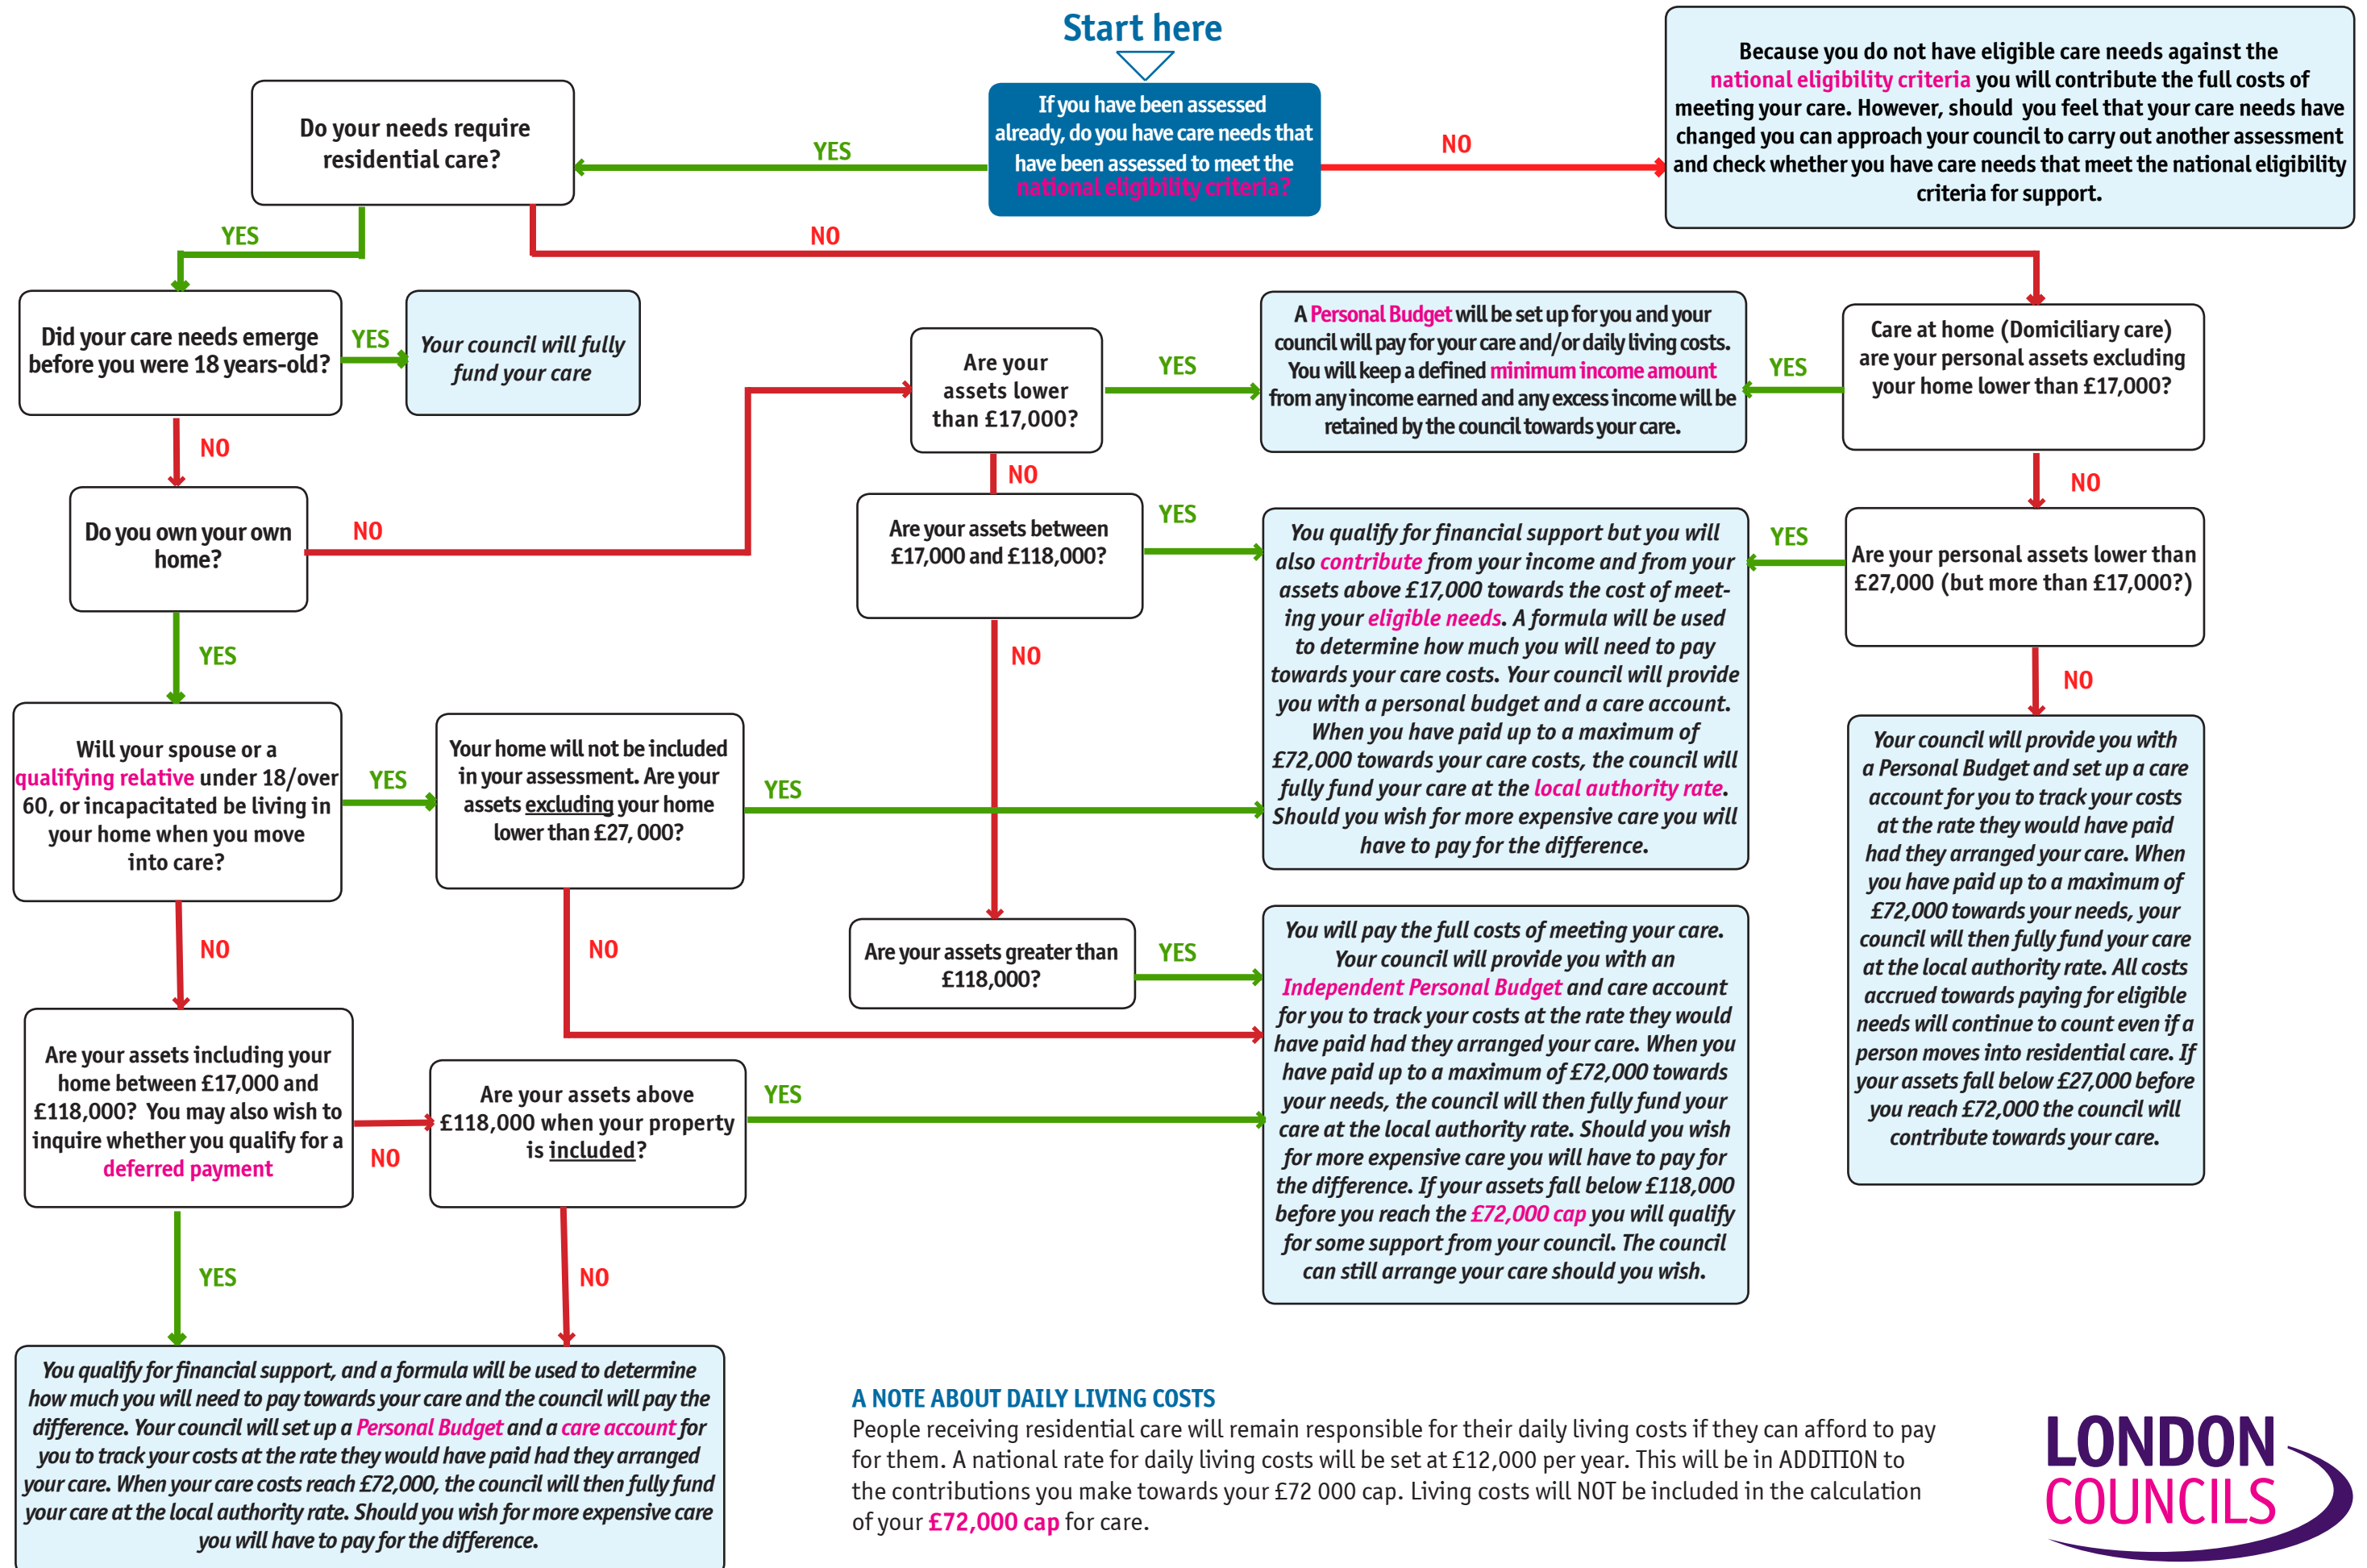 Start here
If you have been assessed
already, do you have care needs that
have been assessed to meet the
national eligibility criteria?
YES
NO
Because you do not have eligible care needs against the
national eligibility criteria you will contribute the full costs of
meeting your care. However, should  you feel that your care needs have
changed you can approach your council to carry out another assessment
and check whether you have care needs that meet the national eligibility
criteria for support.
Do your needs require
residential care?
YES
NO
Did your care needs emerge
before you were 18 years-old?
YES
Your council will fully
fund your care
NO
Do you own your own
home?
NO
YES
Are your
assets lower
than £17,000?
YES
NO
A Personal Budget will be set up for you and your
council will pay for your care and/or daily living costs.
You will keep a defined minimum income amount
from any income earned and any excess income will be
retained by the council towards your care.
YES
Care at home (Domiciliary care)
are your personal assets excluding
your home lower than £17,000?
NO
Are your assets between
£17,000 and £118,000?
YES
NO
You qualify for financial support but you will
also contribute from your income and from your
assets above £17,000 towards the cost of meet-
ing your eligible needs. A formula will be used
to determine how much you will need to pay
towards your care costs. Your council will provide
you with a personal budget and a care account.
When you have paid up to a maximum of
£72,000 towards your care costs, the council will
fully fund your care at the local authority rate.
Should you wish for more expensive care you will
have to pay for the difference.
YES
Are your personal assets lower than
£27,000 (but more than £17,000?)
NO
Will your spouse or a
qualifying relative under 18/over
60, or incapacitated be living in
your home when you move
into care?
YES
NO
Your home will not be included
in your assessment. Are your
assets excluding your home
lower than £27, 000?
YES
NO
Are your assets greater than
£118,000?
YES
You will pay the full costs of meeting your care.
Your council will provide you with an
Independent Personal Budget and care account
for you to track your costs at the rate they would
have paid had they arranged your care. When you
have paid up to a maximum of £72,000 towards
your needs, the council will then fully fund your
care at the local authority rate. Should you wish
for more expensive care you will have to pay for
the difference. If your assets fall below £118,000
before you reach the £72,000 cap you will qualify
for some support from your council. The council
can still arrange your care should you wish.
Your council will provide you with
a Personal Budget and set up a care
account for you to track your costs
at the rate they would have paid
had they arranged your care. When
you have paid up to a maximum of
£72,000 towards your needs, your
council will then fully fund your care
at the local authority rate. All costs
accrued towards paying for eligible
needs will continue to count even if a
person moves into residential care. If
your assets fall below £27,000 before
you reach £72,000 the council will
contribute towards your care.
Are your assets including your
home between £17,000 and
£118,000?  You may also wish to
inquire whether you qualify for a
deferred payment
NO
YES
Are your assets above
£118,000 when your property
is included?
YES
NO
You qualify for financial support, and a formula will be used to determine
how much you will need to pay towards your care and the council will pay the
difference. Your council will set up a Personal Budget and a care account for
you to track your costs at the rate they would have paid had they arranged
your care. When your care costs reach £72,000, the council will then fully fund
your care at the local authority rate. Should you wish for more expensive care
you will have to pay for the difference.
A NOTE ABOUT DAILY LIVING COSTS
People receiving residential care will remain responsible for their daily living costs if they can afford to pay
for them. A national rate for daily living costs will be set at £12,000 per year. This will be in ADDITION to
the contributions you make towards your £72 000 cap. Living costs will NOT be included in the calculation
of your £72,000 cap for care.
LONDON
COUNCILS